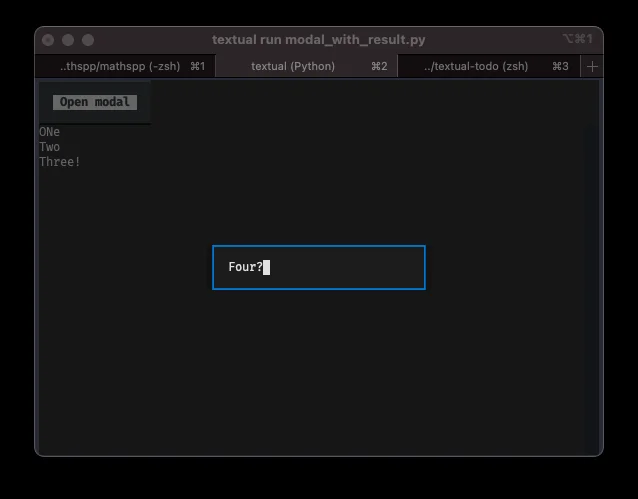 textual run modal_with_result.py
⌥⌘1
..thspp/mathspp (-zsh) ⌘1
textual (Python) ⌘2
../textual-todo (zsh) ⌘3
+
Open modal
ONe
Two
Three!
Four?